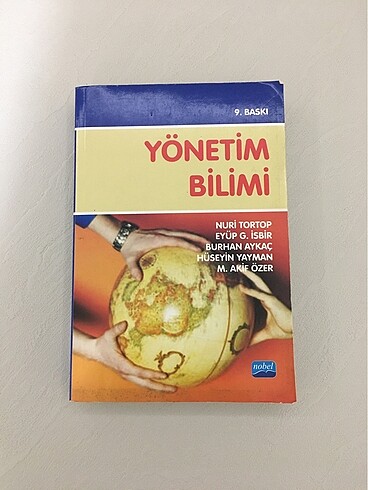 9. BASKI
YÖNETİM
BİLİMİ
NURİ TORTOP
EYÜP G. İSBİR
BURHAN AYKAÇ
HÜSEYİN YAYMAN
M. AKİF ÖZER
nobel